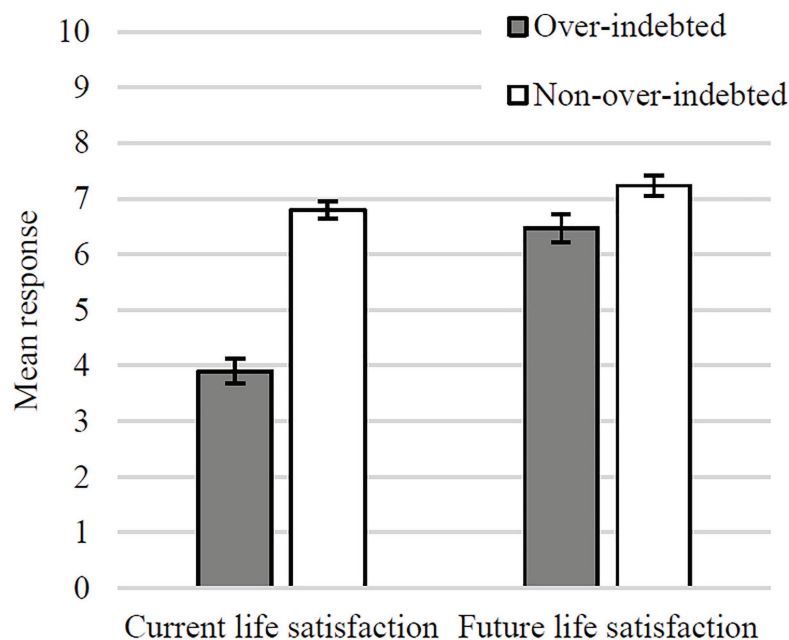 10
9
8
7
6
5
4
3
2
1
0
Mean response
Over-indebted
Non-over-indebted
Current life satisfaction
Future life satisfaction